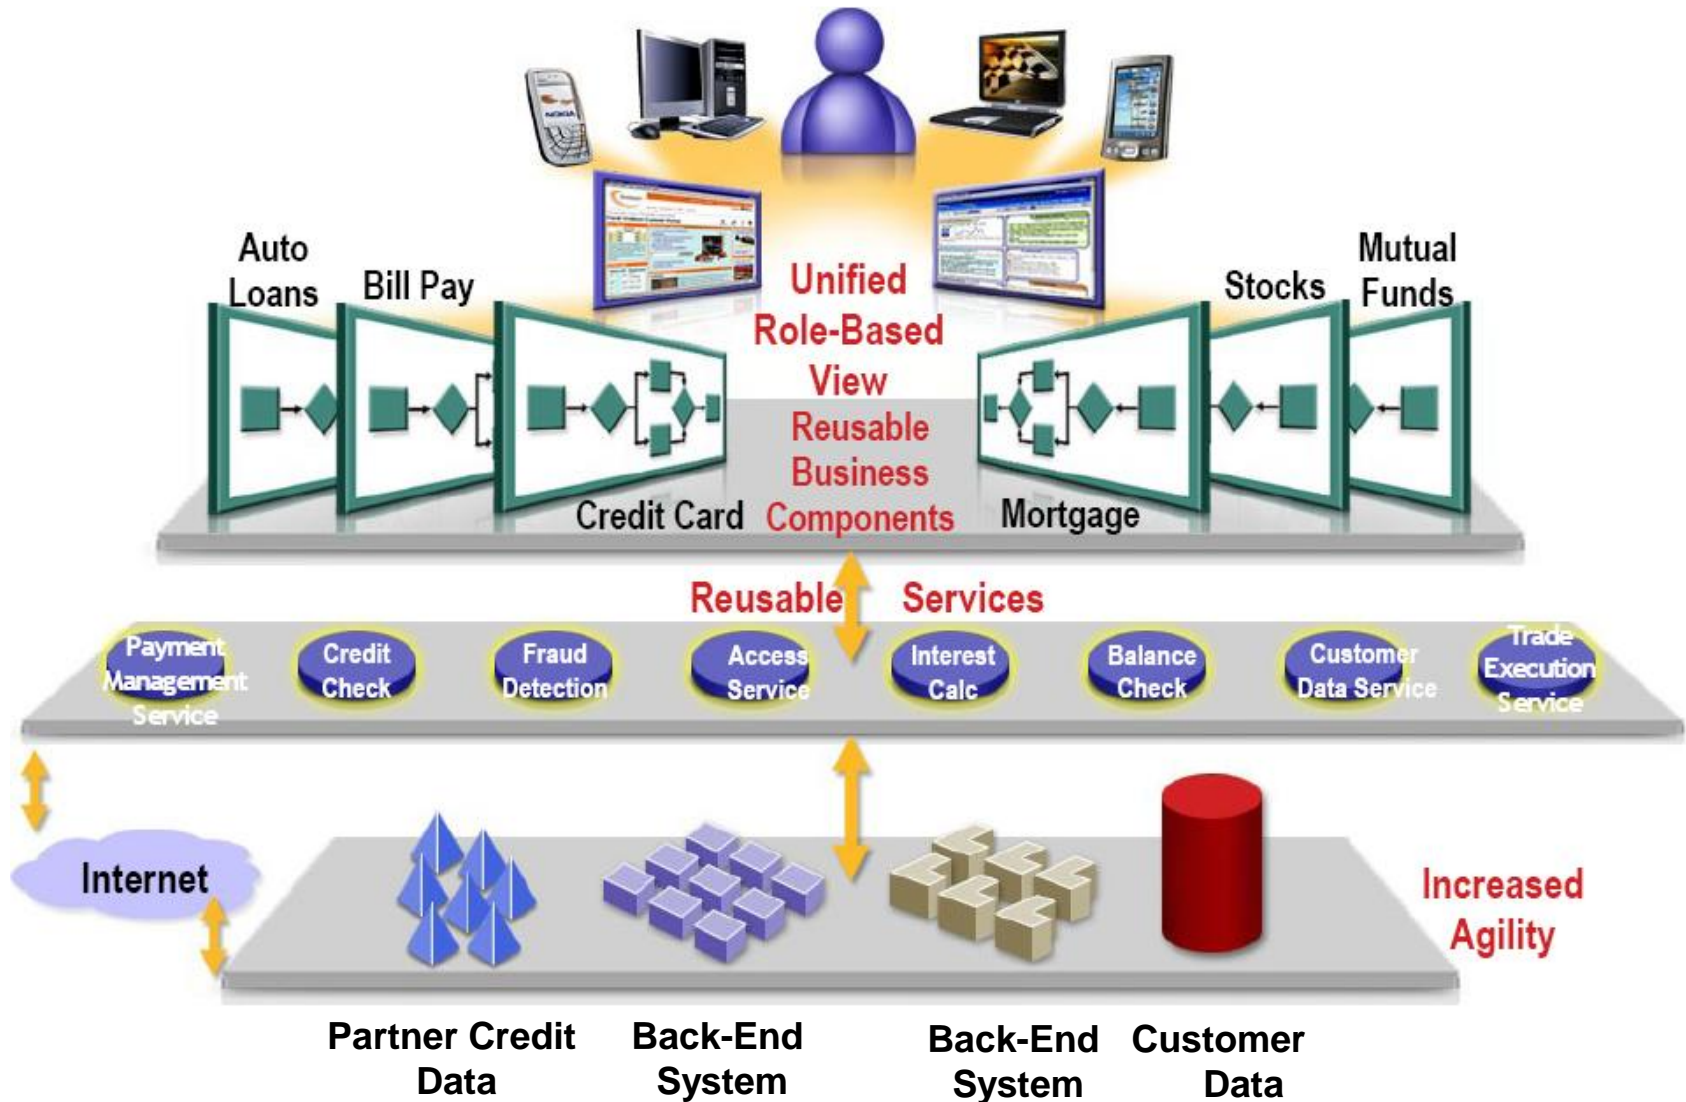 NOKIA
Auto
Loans
Bill Pay
Unified
Role-Based
View
Stocks
Mutual
Funds
Reusable
Business
Components
Credit Card
Mortgage
Reusable Services
Payment
Management
Service
Credit
Check
Fraud
Detection
Access
Service
Interest
Calc
Balance
Check
Customer
Data Service
Trade
Execution
Service
Internet
Increased
Agility
Partner Credit
Data
Back-End
System
Back-End
System
Customer
Data